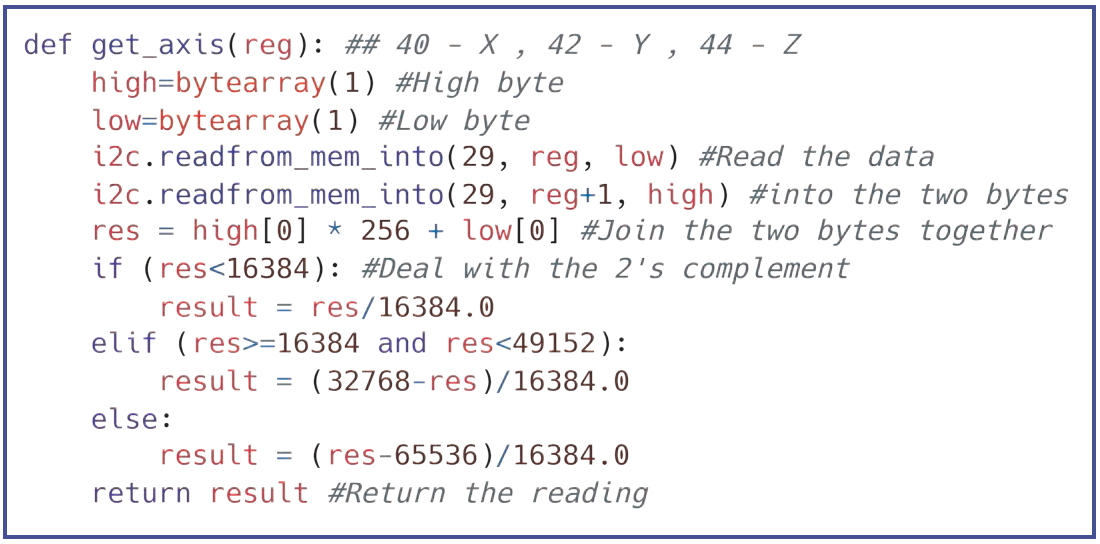 def get_axis(reg): ## 40 - X , 42 - Y , 44 - Z
    high=bytearray(1) #High byte
    low=bytearray(1) #Low byte
    i2c.readfrom_mem_into(29, reg, low) #Read the data
    i2c.readfrom_mem_into(29, reg+1, high) #into the two bytes
    res = high[0] * 256 + low[0] #Join the two bytes together
    if (res<16384): #Deal with the 2's complement
        result = res/16384.0
    elif (res>=16384 and res<49152):
        result = (32768-res)/16384.0
    else:
        result = (res-65536)/16384.0
    return result #Return the reading